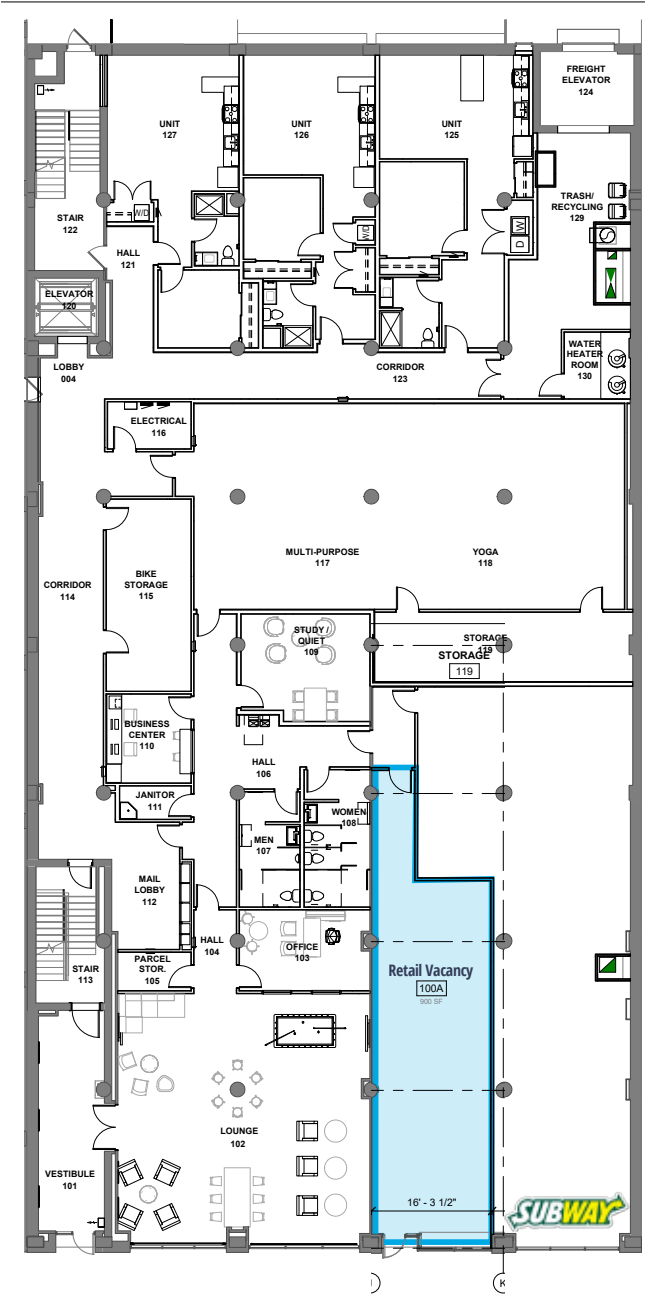 FREIGHT
ELEVATOR
124
UNIT
127
UNIT
126
UNIT
125
TRASH/
RECYCLING
129
STAIR
122
W/D
W/D
W
D
HALL
121
ELEVATOR
120
LOBBY
004
WATER
HEATER
ROOM
130
CORRIDOR
123
ELECTRICAL
116
MULTI-PURPOSE
117
YOGA
118
CORRIDOR
114
BIKE
STORAGE
115
STUDY /
QUIET
109
STORAGE
119
STORAGE
119
BUSINESS
CENTER
110
HALL
106
JANITOR
111
WOMEN
108
MEN
107
MAIL
LOBBY
112
HALL
104
OFFICE
103
STAIR
113
PARCEL
STOR.
105
Retail Vacancy
100A
900 SF
LOUNGE
102
VESTIBULE
101
16' - 3 1/2"
SUBWAY
J
K